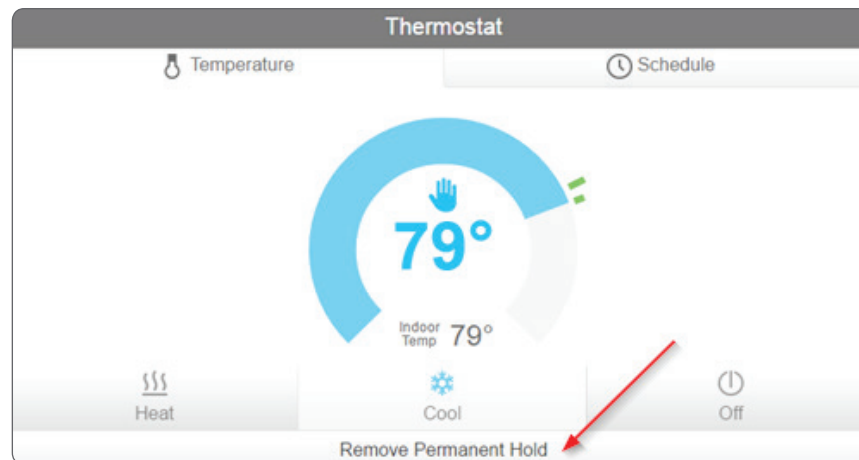 Thermostat
Temperature
Schedule
79°
Indoor
Temp 79°
Heat
Cool
Off
Remove Permanent Hold